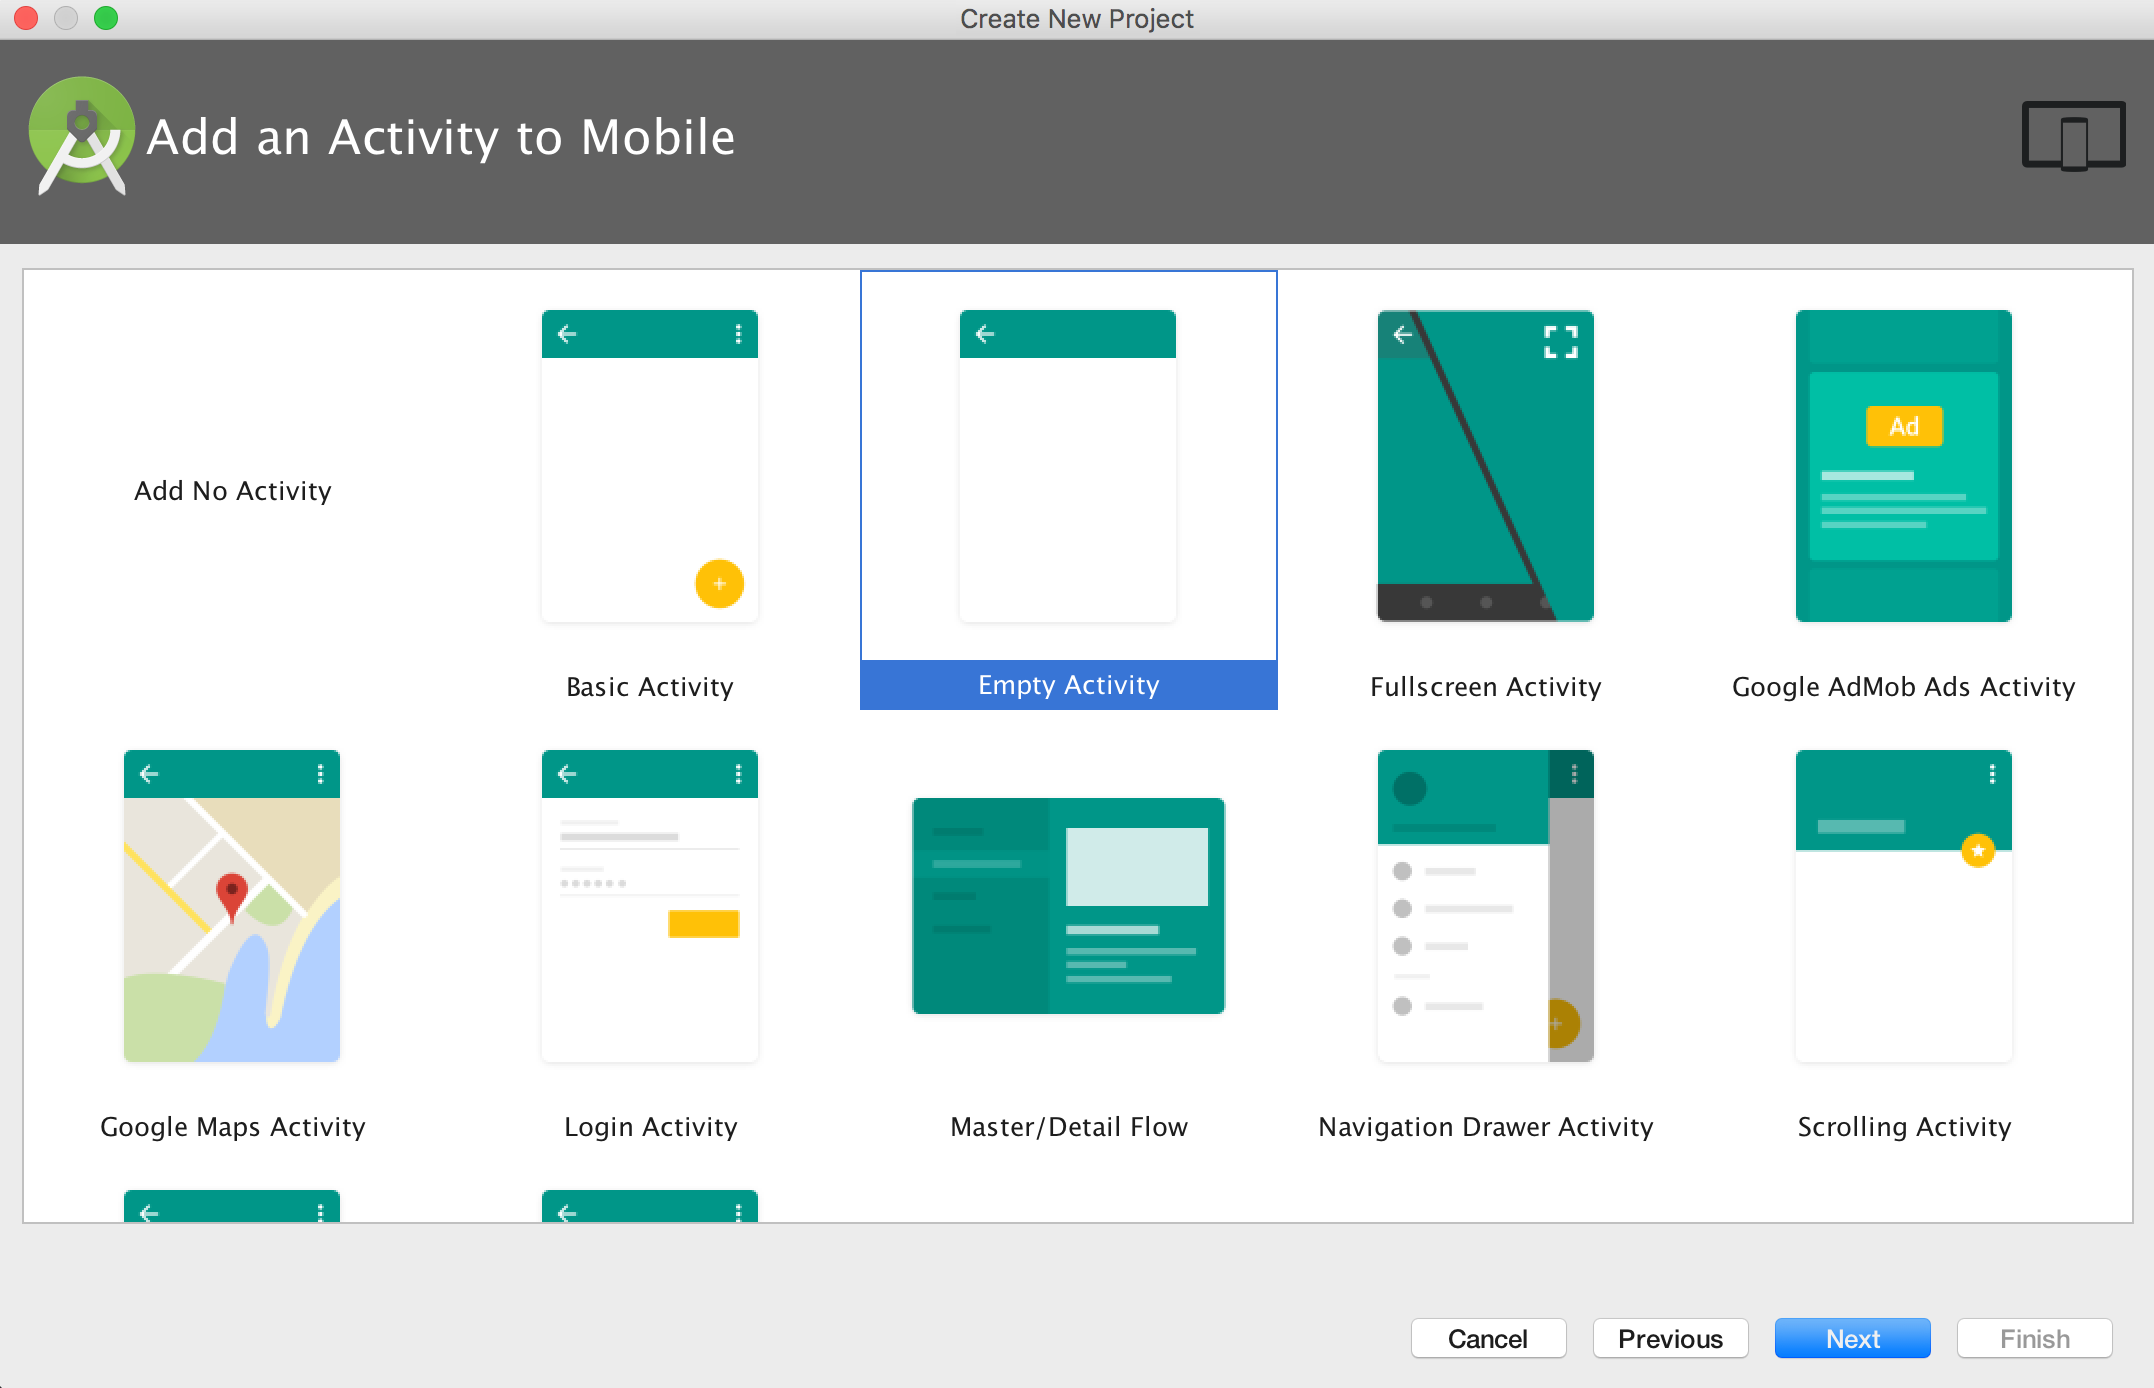 Create New Project
Add an Activity to Mobile
Ad
Add No Activity
Basic Activity
Empty Activity
Fullscreen Activity
Google AdMob Ads Activity
Google Maps Activity
Login Activity
Master/Detail Flow
Navigation Drawer Activity
Scrolling Activity
Cancel
Previous
Next
Finish